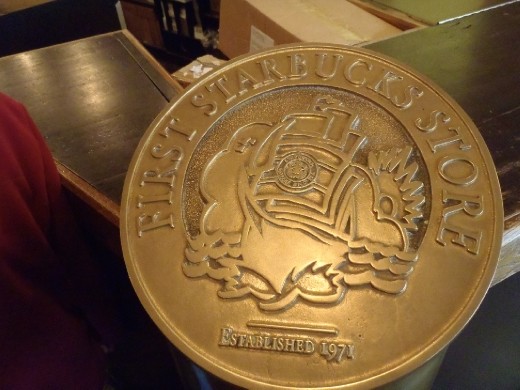 FIRST STARBUCKS STORE
ESTABLISHED 1971